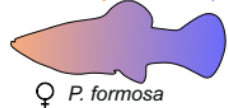 ♀ P. formosa